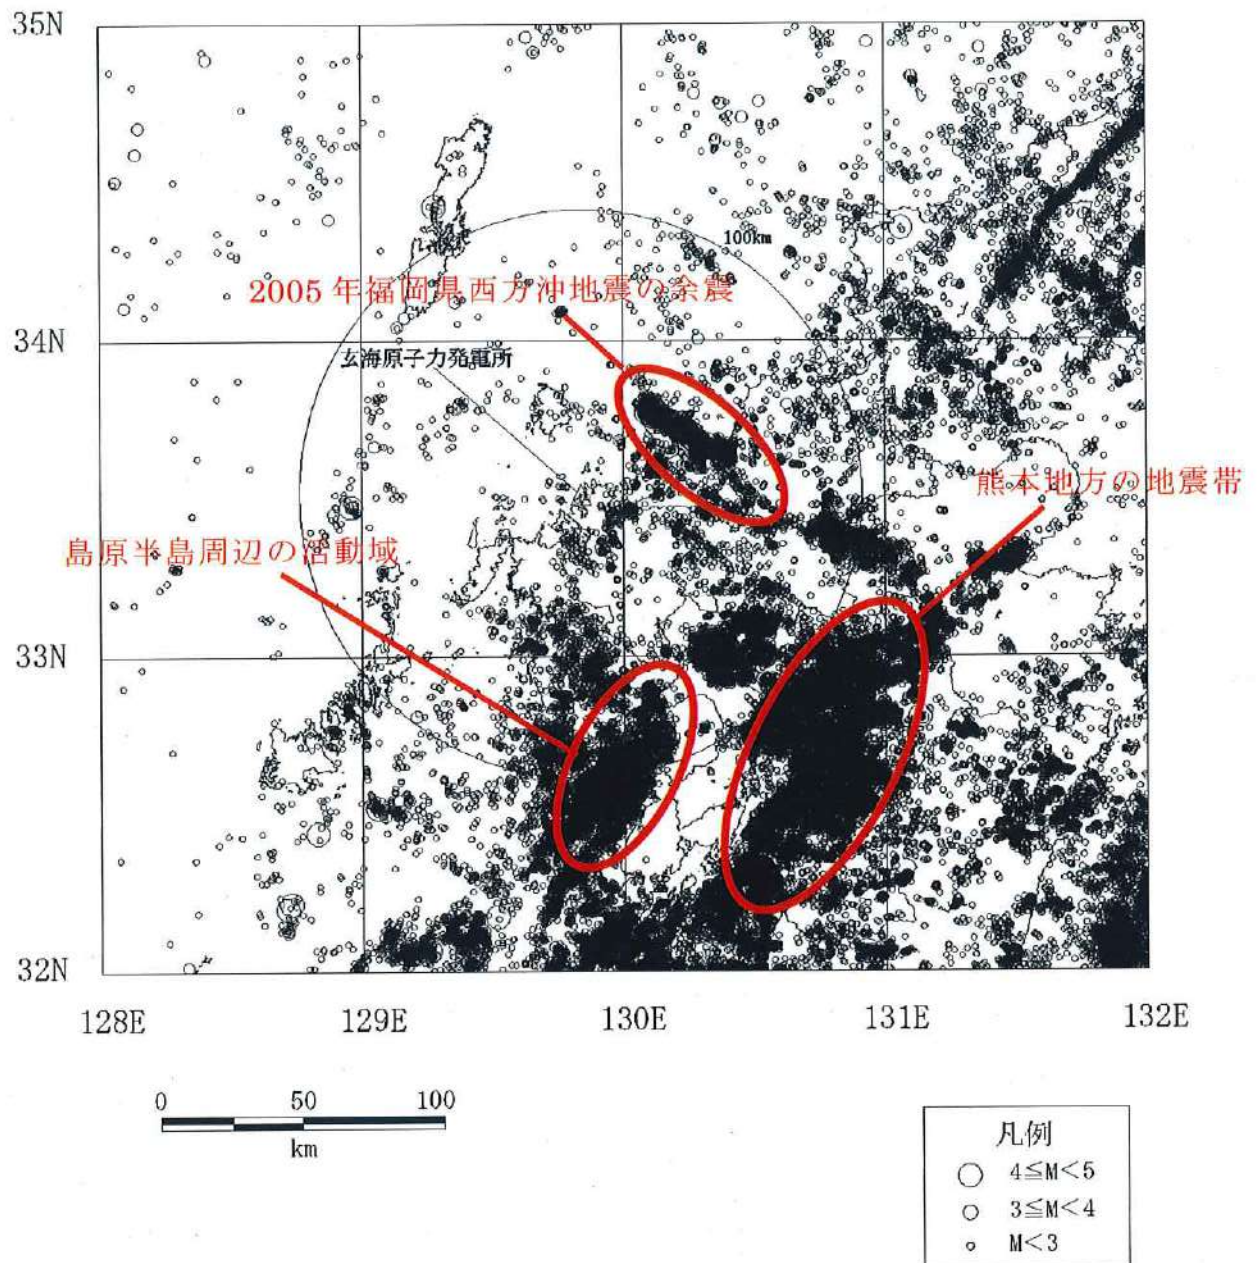 35N
100km
2005年福岡県西方沖地震の余震
34N
玄海原子力発電所
熊本地方の地震帯
島原半島周辺の活動域
33N
32N
128E 129E 130E 131E 132E
0 50 100
km
凡例
4≦M<5
3≦M<4
M<3